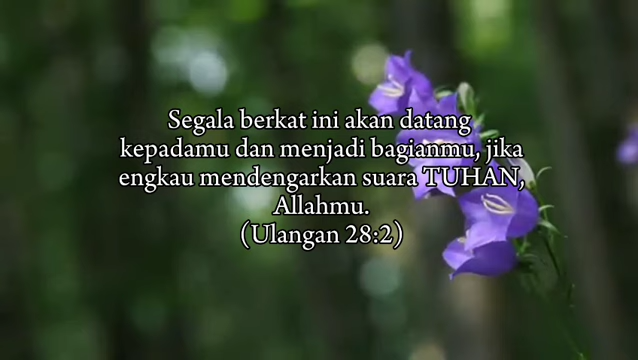 Segala berkat ini akan datang
kepadamu dan menjadi bagianmu, jika
engkau mendengarkan suara TUHAN,
Allahmu.
(Ulangan 28:2)